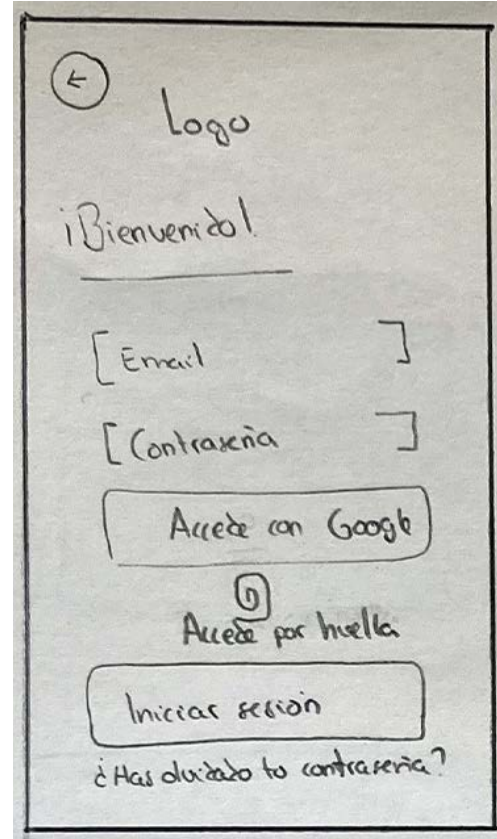 Logo
¡Bienvenido!
[Email ]
[Contraseña ]
Accede con Google
Accede por huella
Iniciar sesión
¿Has olvidado tu contraseña?